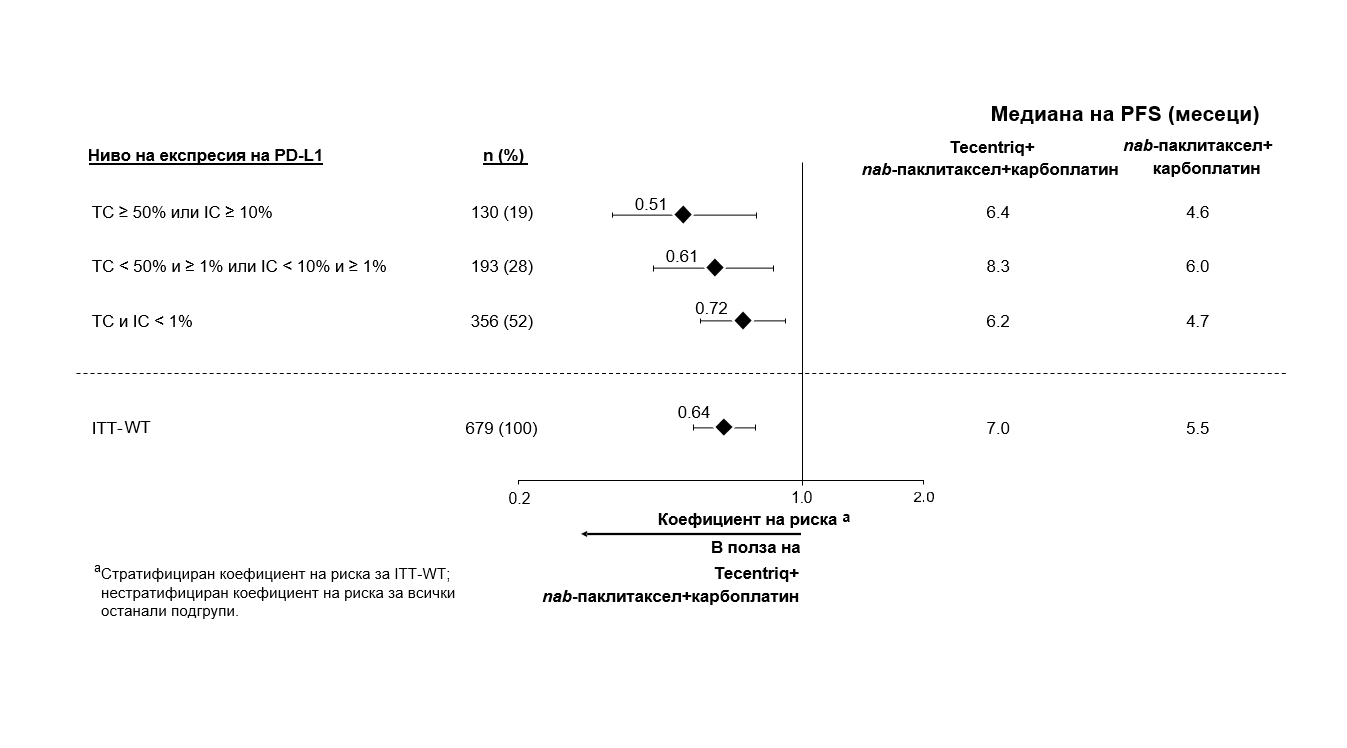 Медиана на PFS (месеци)
Ниво на експресия на PD-L1 n (%) Tecentriq+ nab-паклитаксел+
nab-паклитаксел+карбоплатин карбоплатин
TC ≥ 50% или IC ≥ 10% 130 (19) 0.51 6.4 4.6
TC < 50% и ≥ 1% или IC < 10% и ≥ 1% 193 (28) 0.61 8.3 6.0
TC и IC < 1% 356 (52) 0.72 6.2 4.7
ITT-WT 679 (100) 0.64 7.0 5.5
0.2 1.0 2.0
Коефициент на риска a
В полза на
Tecentriq+
nab-паклитаксел+карбоплатин
aСтратифициран коефициент на риска за ITT-WT;
нестратифициран коефициент на риска за всички
останали подгрупи.